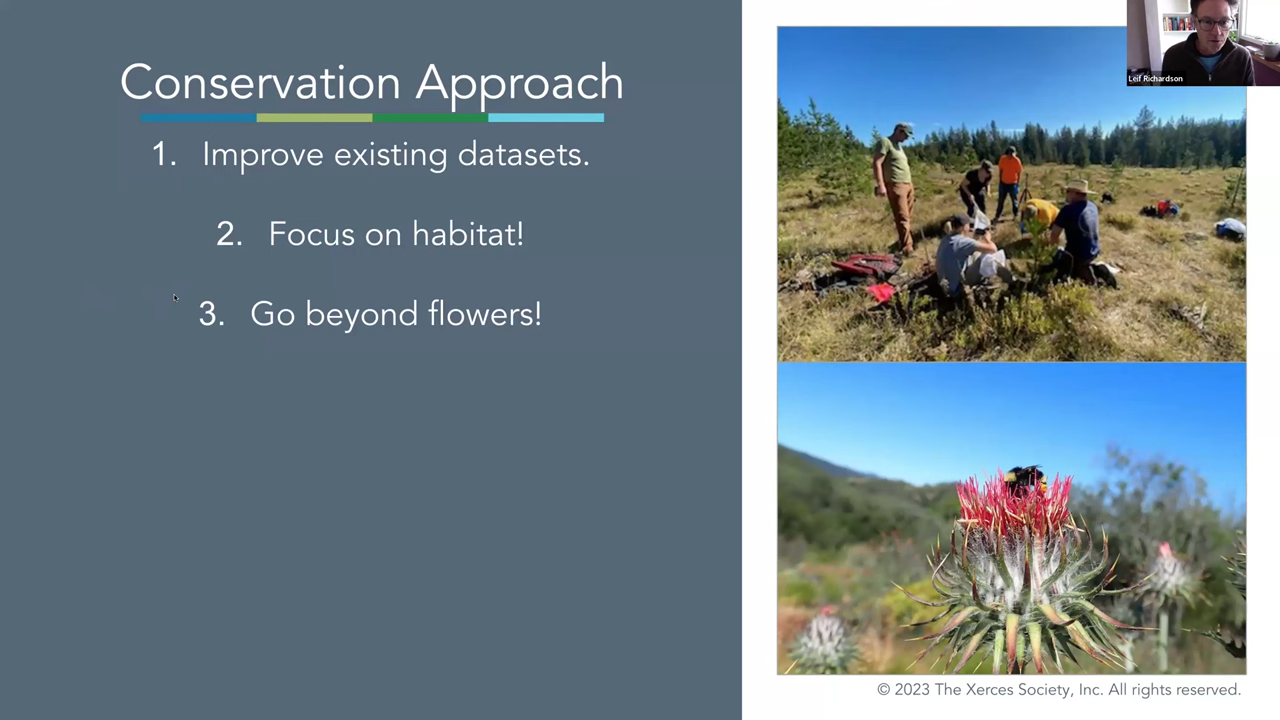 Conservation Approach
1. Improve existing datasets.
2. Focus on habitat!
3. Go beyond flowers!
Leif Richardson
© 2023 The Xerces Society, Inc. All rights reserved.